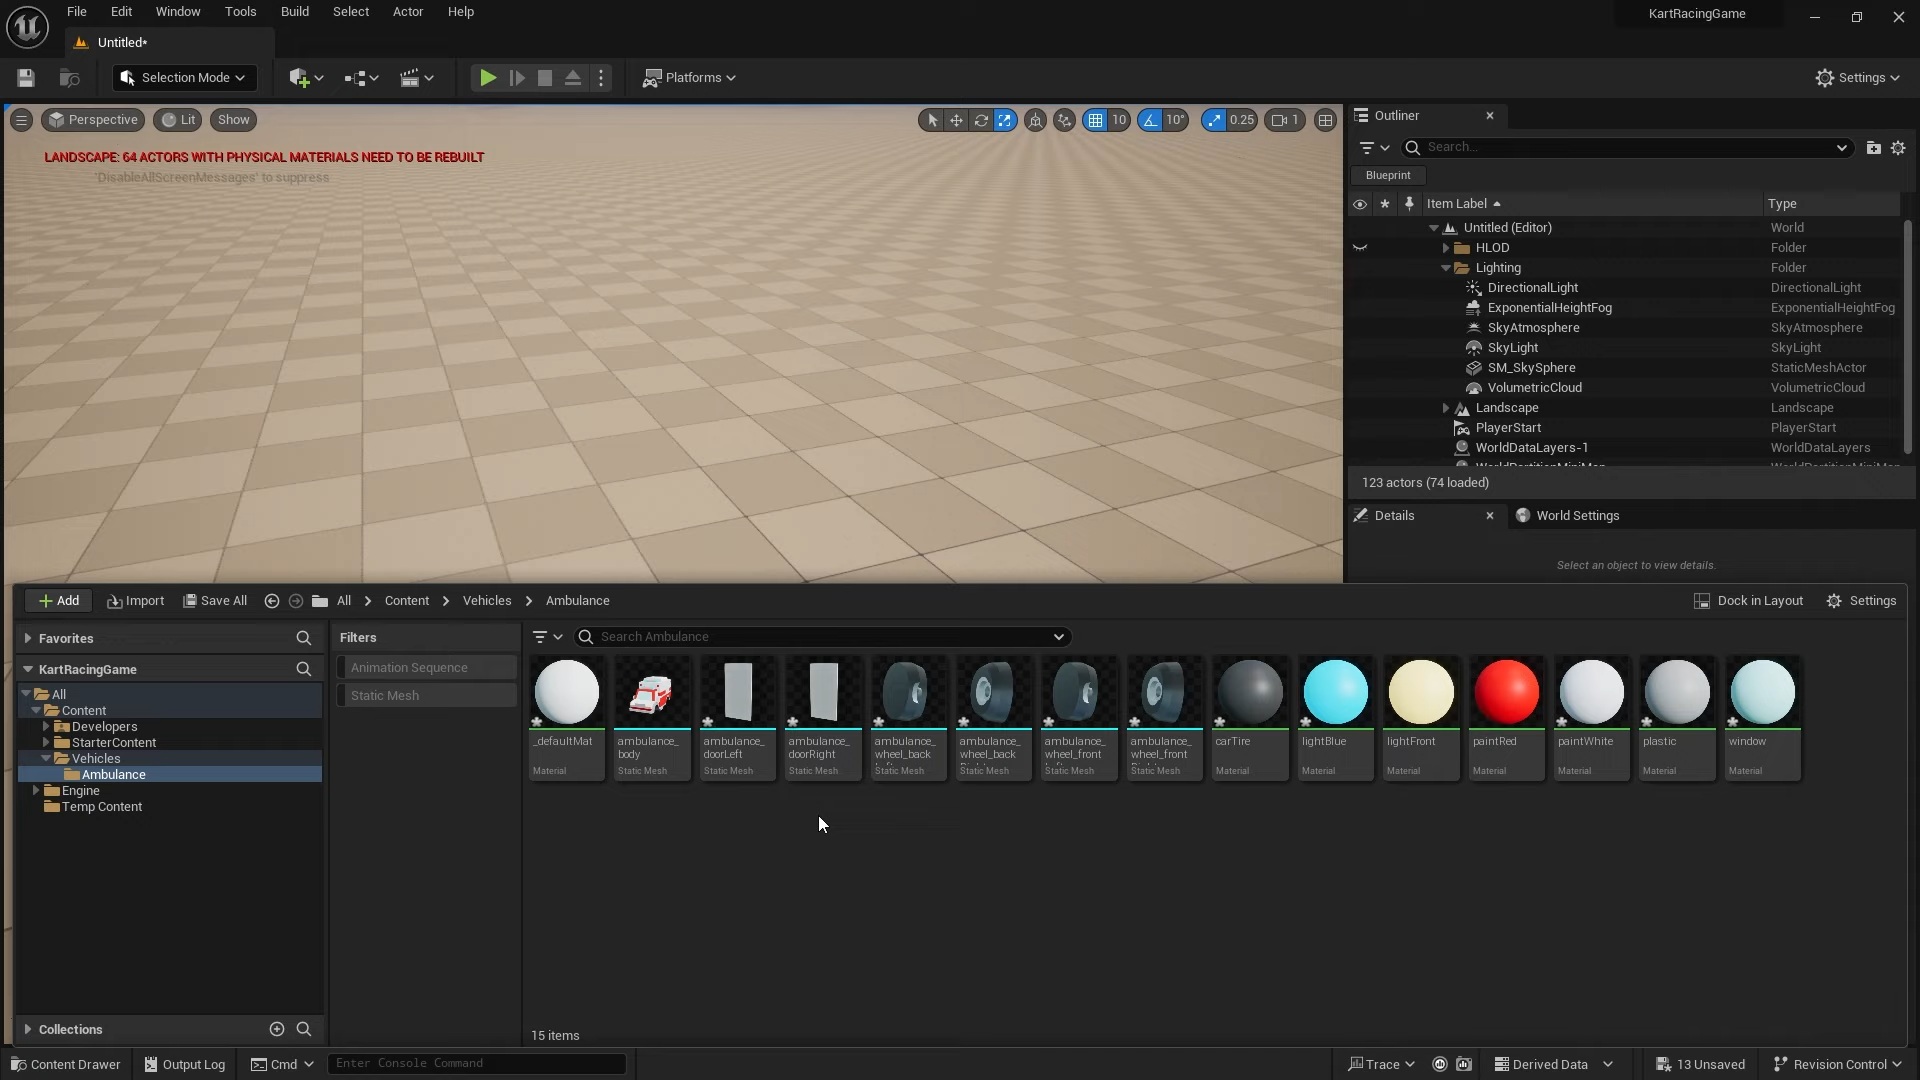 File Edit Window Tools Build Select Actor Help
KartRacingGame
Untitled*
Selection Mode
Platforms
Settings
Perspective
Lit
Show
10
10°
0.25
1
LANDSCAPE: 64 ACTORS WITH PHYSICAL MATERIALS NEED TO BE REBUILT
'DisableAllScreenMessages' to suppress
Outliner
Search...
Blueprint
Item Label Type
Untitled (Editor) World
HLOD Folder
Lighting Folder
DirectionalLight DirectionalLight
ExponentialHeightFog ExponentialHeightFog
SkyAtmosphere SkyAtmosphere
SkyLight SkyLight
SM_SkySphere StaticMeshActor
VolumetricCloud VolumetricCloud
Landscape Landscape
PlayerStart PlayerStart
WorldDataLayers-1 WorldDataLayers
123 actors (74 loaded)
Details
World Settings
Select an object to view details.
Add
Import
Save All
All > Content > Vehicles > Ambulance
Dock in Layout
Settings
Favorites
KartRacingGame
All
Content
Developers
StarterContent
Vehicles
Ambulance
Engine
Temp Content
Collections
Filters
Animation Sequence
Static Mesh
Search Ambulance
_defaultMat
Material
ambulance_
body
Static Mesh
ambulance_
doorLeft
Static Mesh
ambulance_
doorRight
Static Mesh
ambulance_
wheel_back
Static Mesh
ambulance_
wheel_back
Static Mesh
ambulance_
wheel_front
Static Mesh
ambulance_
wheel_front
Static Mesh
carTire
Material
lightBlue
Material
lightFront
Material
paintRed
Material
paintWhite
Material
plastic
Material
window
Material
15 items
Content Drawer
Output Log
Cmd
Enter Console Command
Trace
Derived Data
13 Unsaved
Revision Control